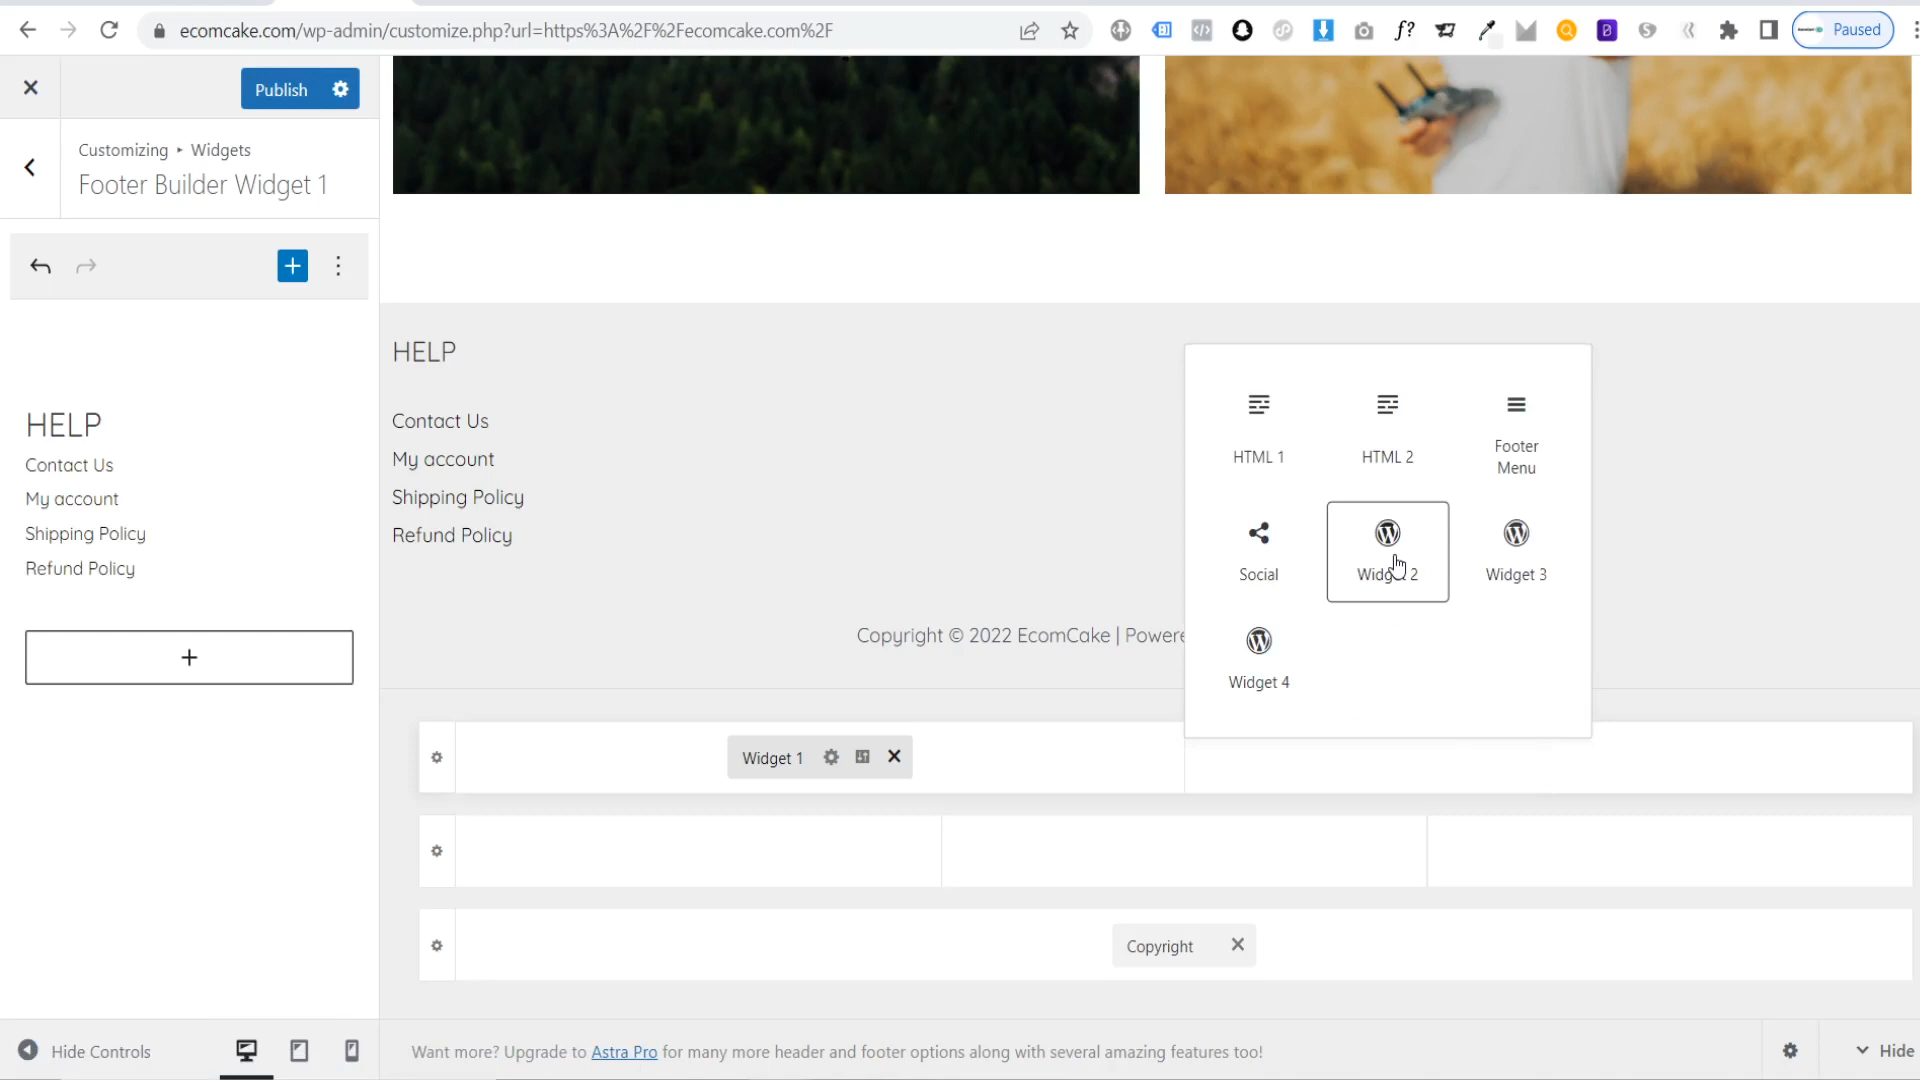 ecomcake.com/wp-admin/customize.php?url=https%3A%2F%2Fecomcake.com%2F
Paused
Publish
Customizing ▸ Widgets
Footer Builder Widget 1
HELP
Contact Us
My account
Shipping Policy
Refund Policy
HELP
Contact Us
My account
Shipping Policy
Refund Policy
HTML 1
HTML 2
Footer
Menu
Social
Widget 2
Widget 3
Widget 4
Copyright © 2022 EcomCake |
Widget 1
Copyright
Hide Controls
Want more? Upgrade to Astra Pro for many more header and footer options along with several amazing features too!
Hide